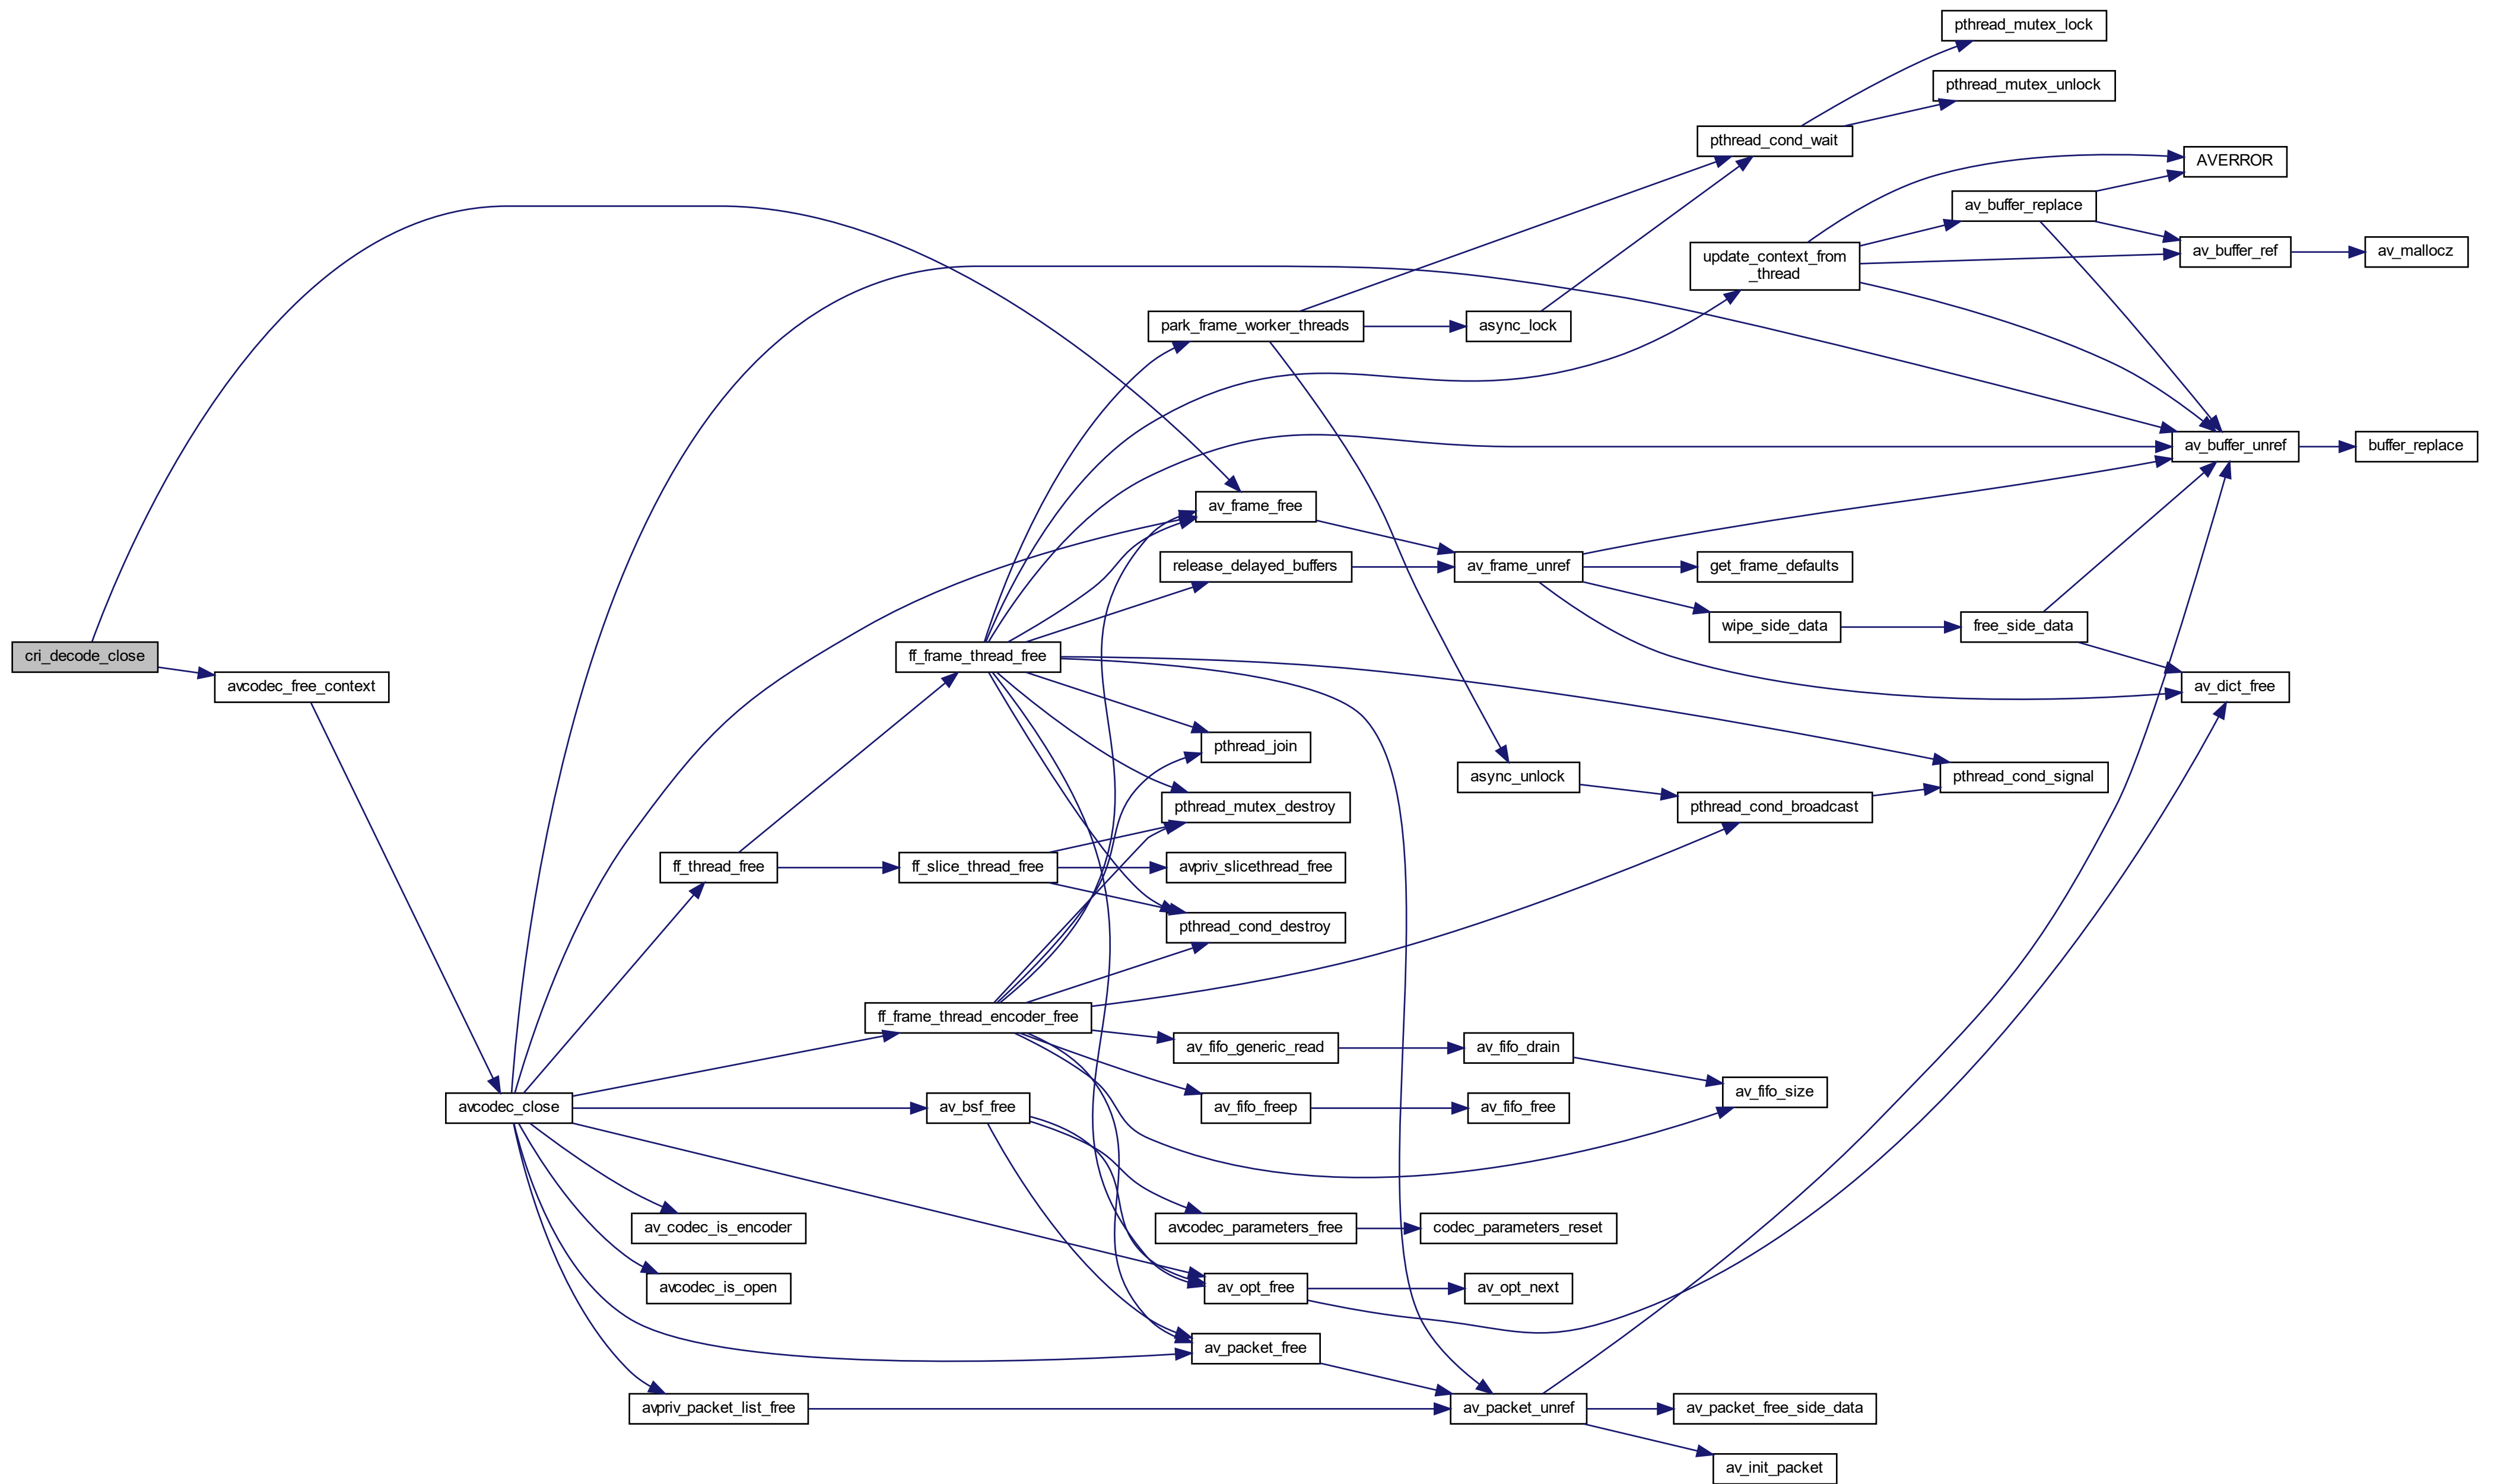 pthread_mutex_lock
pthread_mutex_unlock
pthread_cond_wait
AVERROR
av_buffer_replace
update_context_from
_thread
av_buffer_ref
av_mallocz
park_frame_worker_threads
async_lock
av_buffer_unref
buffer_replace
av_frame_free
release_delayed_buffers
av_frame_unref
get_frame_defaults
wipe_side_data
free_side_data
cri_decode_close
ff_frame_thread_free
avcodec_free_context
av_dict_free
pthread_join
async_unlock
pthread_cond_signal
pthread_mutex_destroy
pthread_cond_broadcast
ff_thread_free
ff_slice_thread_free
avpriv_slicethread_free
pthread_cond_destroy
ff_frame_thread_encoder_free
av_fifo_generic_read
av_fifo_drain
av_fifo_size
avcodec_close
av_bsf_free
av_fifo_freep
av_fifo_free
av_codec_is_encoder
avcodec_parameters_free
codec_parameters_reset
avcodec_is_open
av_opt_free
av_opt_next
av_packet_free
avpriv_packet_list_free
av_packet_unref
av_packet_free_side_data
av_init_packet